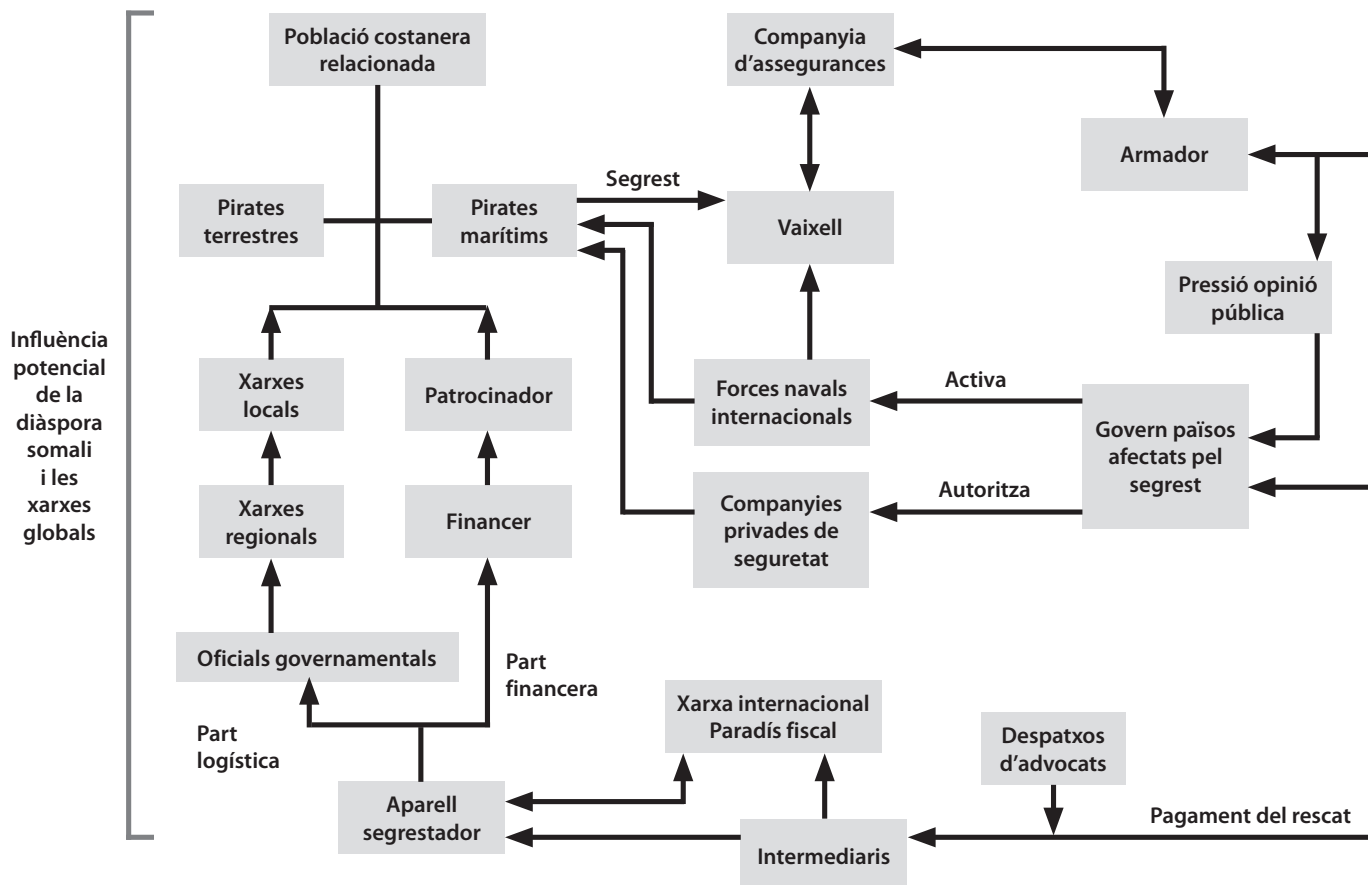 Població costanera
relacionada
Companyia
d’assegurances
Armador
Pirates
terrestres
Pirates
marítims
Segrest
Vaixell
Pressió opinió
pública
Influència
potencial
de la
diàspora
somali
i les
xarxes
globals
Xarxes
locals
Patrocinador
Forces navals
internacionals
Activa
Govern països
afectats pel
segrest
Xarxes
regionals
Financer
Companyies
privades de
seguretat
Autoritza
Oficials governamentals
Part
financera
Part
logística
Xarxa internacional
Paradís fiscal
Despatxos
d’advocats
Aparell
segrestador
Intermediaris
Pagament del rescat